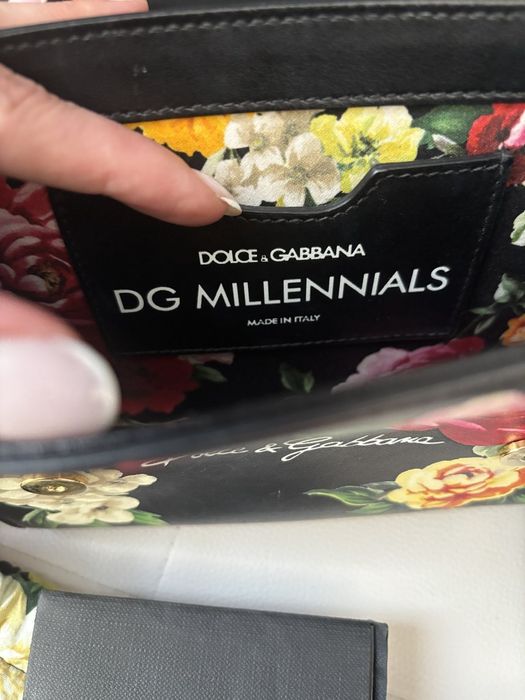 DOLCE & GABBANA
DG MILLENNIALS
MADE IN ITALY
Dolce & Gabbana